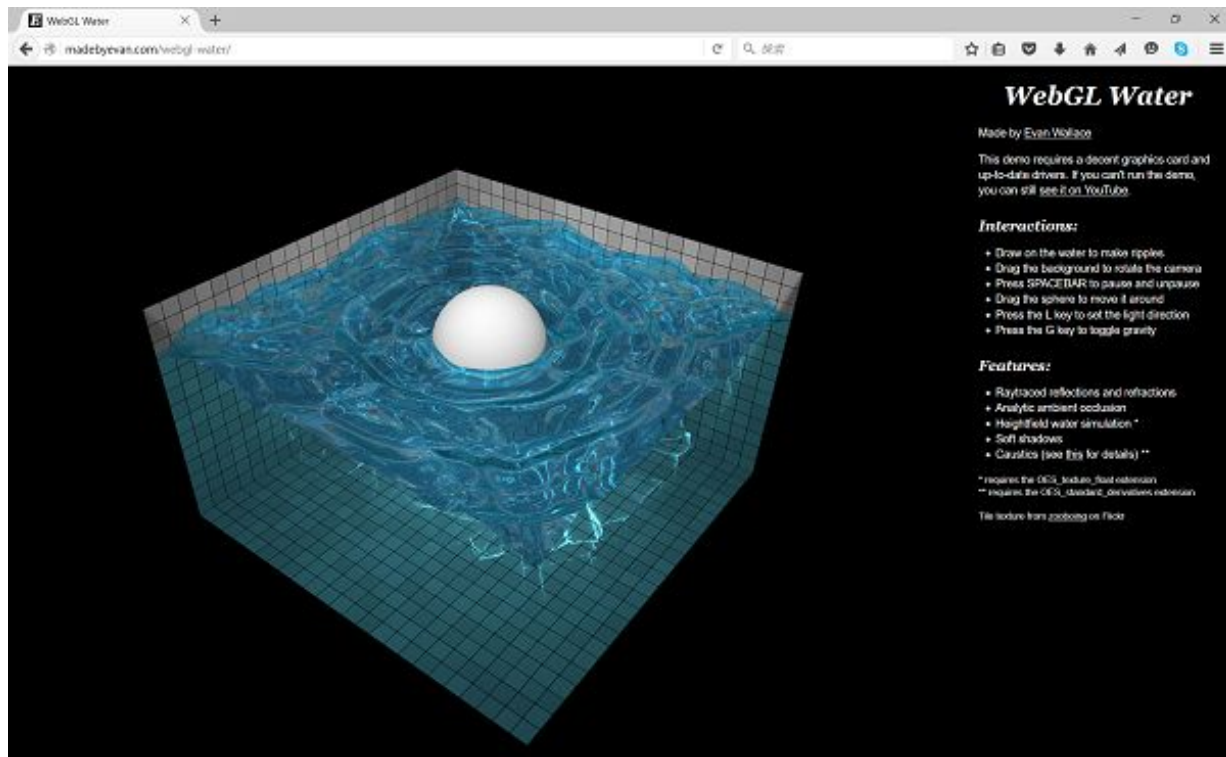 WebGL Water
madebyevan.com/webgl-water/
検索
WebGL Water
Made by Evan Wallace
This demo requires a decent graphics card and
up-to-date drivers. If you can't run the demo,
you can still see it on YouTube.
Interactions:
• Draw on the water to make ripples
• Drag the background to rotate the camera
• Press SPACEBAR to pause and unpause
• Drag the sphere to move it around
• Press the L key to set the light direction
• Press the G key to toggle gravity
Features:
• Raytraced reflections and refractions
• Analytic ambient occlusion
• Heightfield water simulation *
• Soft shadows
• Caustics (see this for details) **
* requires the OES_texture_float extension
** requires the OES_standard_derivatives extension
Tile texture from zooboing on Flickr